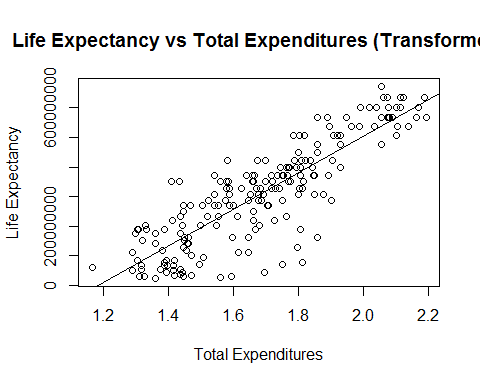 Life Expectancy vs Total Expenditures (Transforme
Life Expectancy
0 200000000 600000000
1.2 1.4 1.6 1.8 2.0 2.2
Total Expenditures